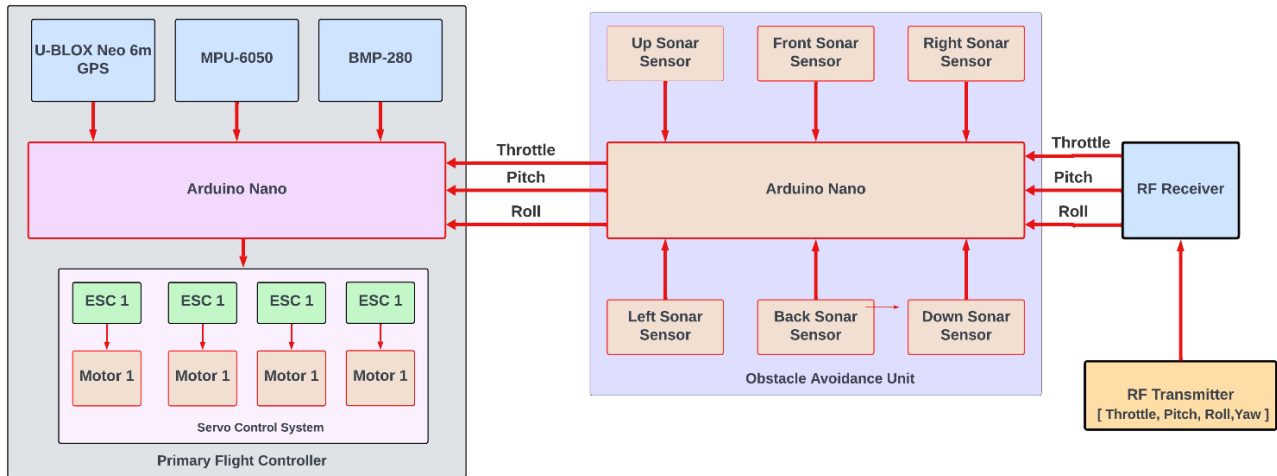 U-BLOX Neo 6m
GPS
MPU-6050
BMP-280
Arduino Nano
ESC 1
ESC 1
ESC 1
ESC 1
Motor 1
Motor 1
Motor 1
Motor 1
Servo Control System
Primary Flight Controller
Throttle
Pitch
Roll
Up Sonar
Sensor
Front Sonar
Sensor
Right Sonar
Sensor
Arduino Nano
Left Sonar
Sensor
Back Sonar
Sensor
Down Sonar
Sensor
Obstacle Avoidance Unit
Throttle
Pitch
Roll
RF Receiver
RF Transmitter
[ Throttle, Pitch, Roll,Yaw ]